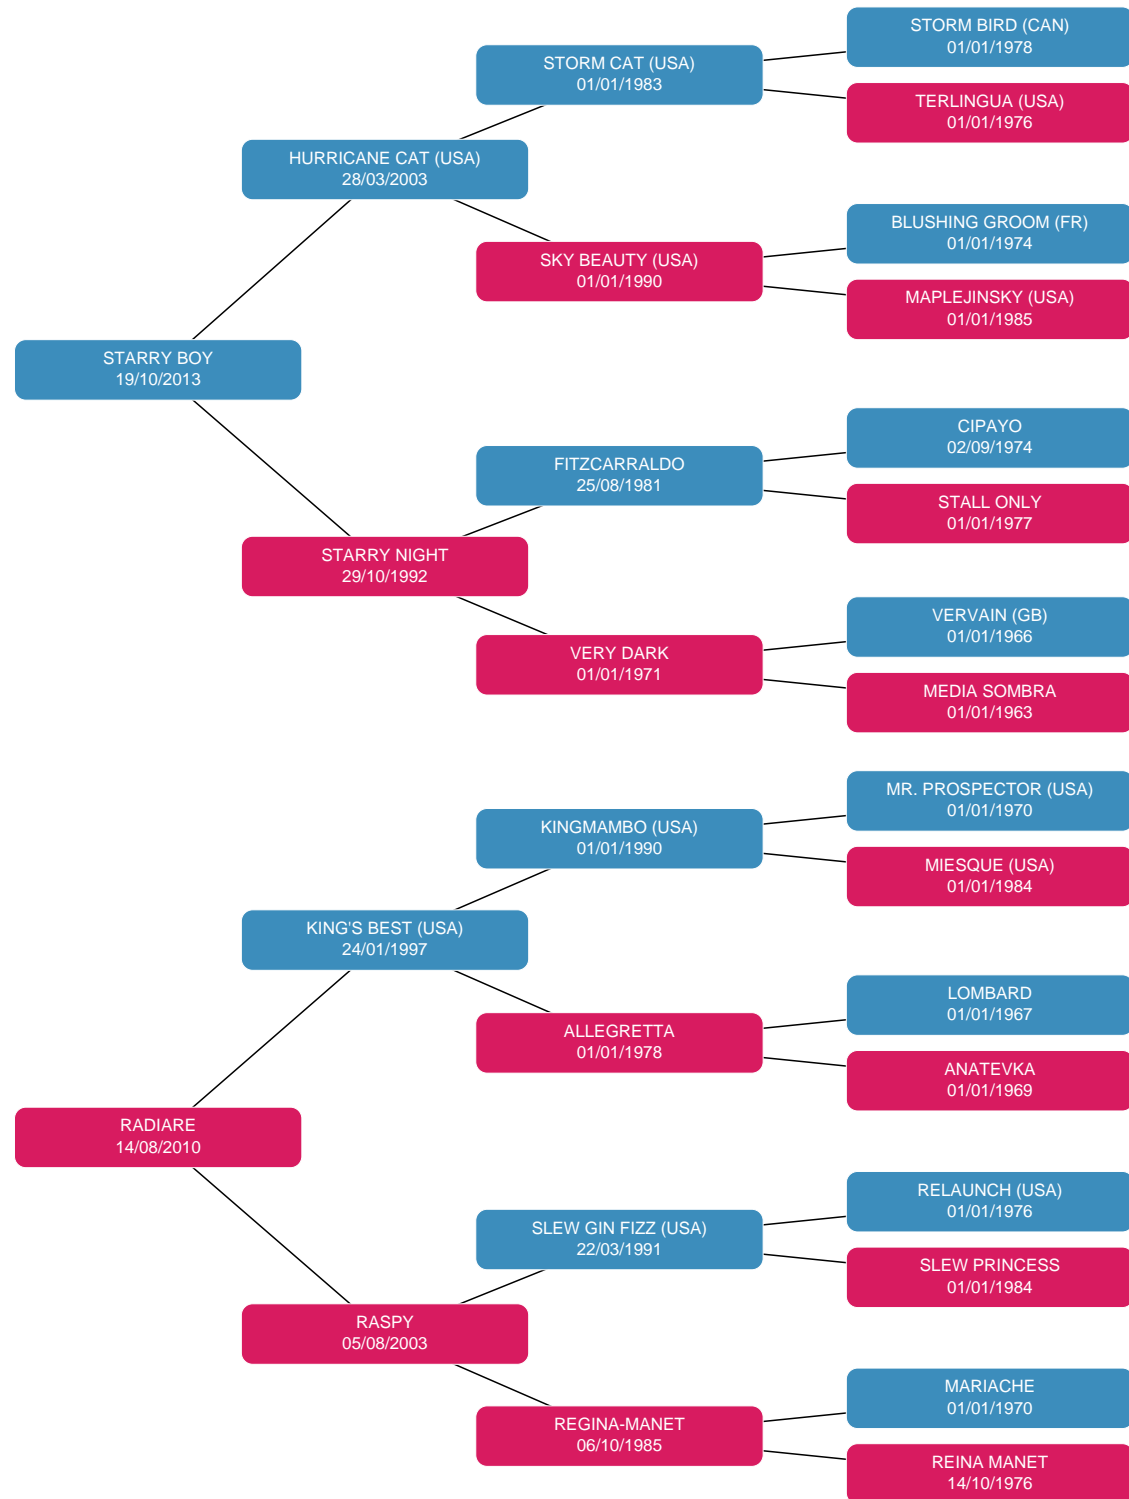 STORM BIRD (CAN)
01/01/1978
STORM CAT (USA)
01/01/1983
TERLINGUA (USA)
01/01/1976
HURRICANE CAT (USA)
28/03/2003
BLUSHING GROOM (FR)
01/01/1974
SKY BEAUTY (USA)
01/01/1990
MAPLEJINSKY (USA)
01/01/1985
STARRY BOY
19/10/2013
CIPAYO
02/09/1974
FITZCARRALDO
25/08/1981
STALL ONLY
01/01/1977
STARRY NIGHT
29/10/1992
VERVAIN (GB)
01/01/1966
VERY DARK
01/01/1971
MEDIA SOMBRA
01/01/1963
MR. PROSPECTOR (USA)
01/01/1970
KINGMAMBO (USA)
01/01/1990
MIESQUE (USA)
01/01/1984
KING'S BEST (USA)
24/01/1997
LOMBARD
01/01/1967
ALLEGRETTA
01/01/1978
ANATEVKA
01/01/1969
RADIARE
14/08/2010
RELAUNCH (USA)
01/01/1976
SLEW GIN FIZZ (USA)
22/03/1991
SLEW PRINCESS
01/01/1984
RASPY
05/08/2003
MARIACHE
01/01/1970
REGINA-MANET
06/10/1985
REINA MANET
14/10/1976